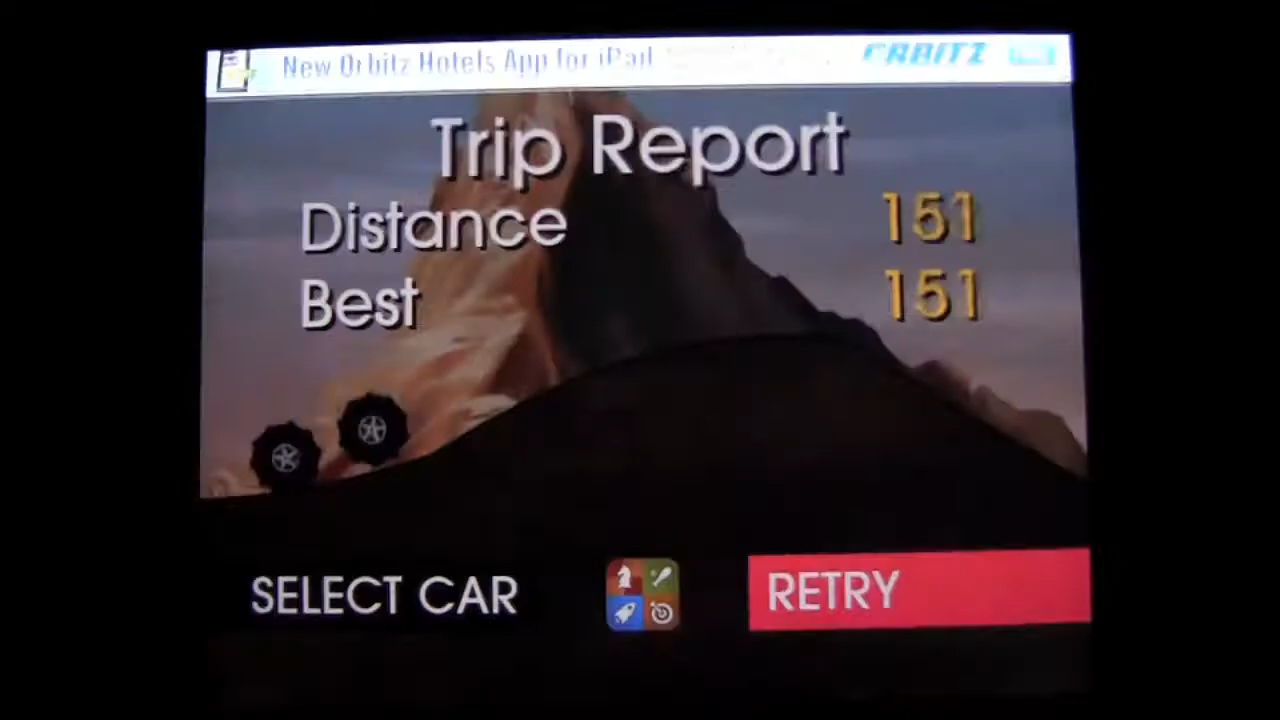 New Orbitz Hotels App for iPad
ORBITZ
Trip Report
Distance 151
Best 151
SELECT CAR
RETRY